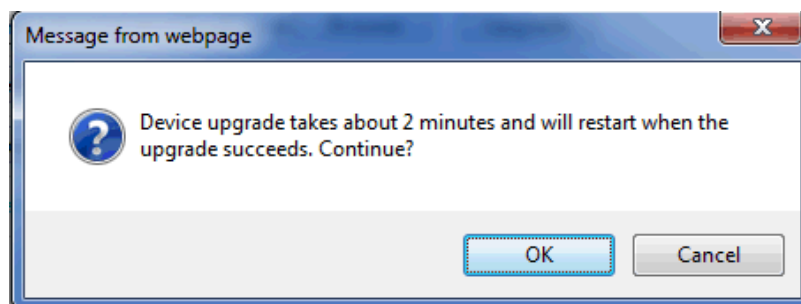 Message from webpage
Device upgrade takes about 2 minutes and will restart when the
upgrade succeeds. Continue?
OK
Cancel